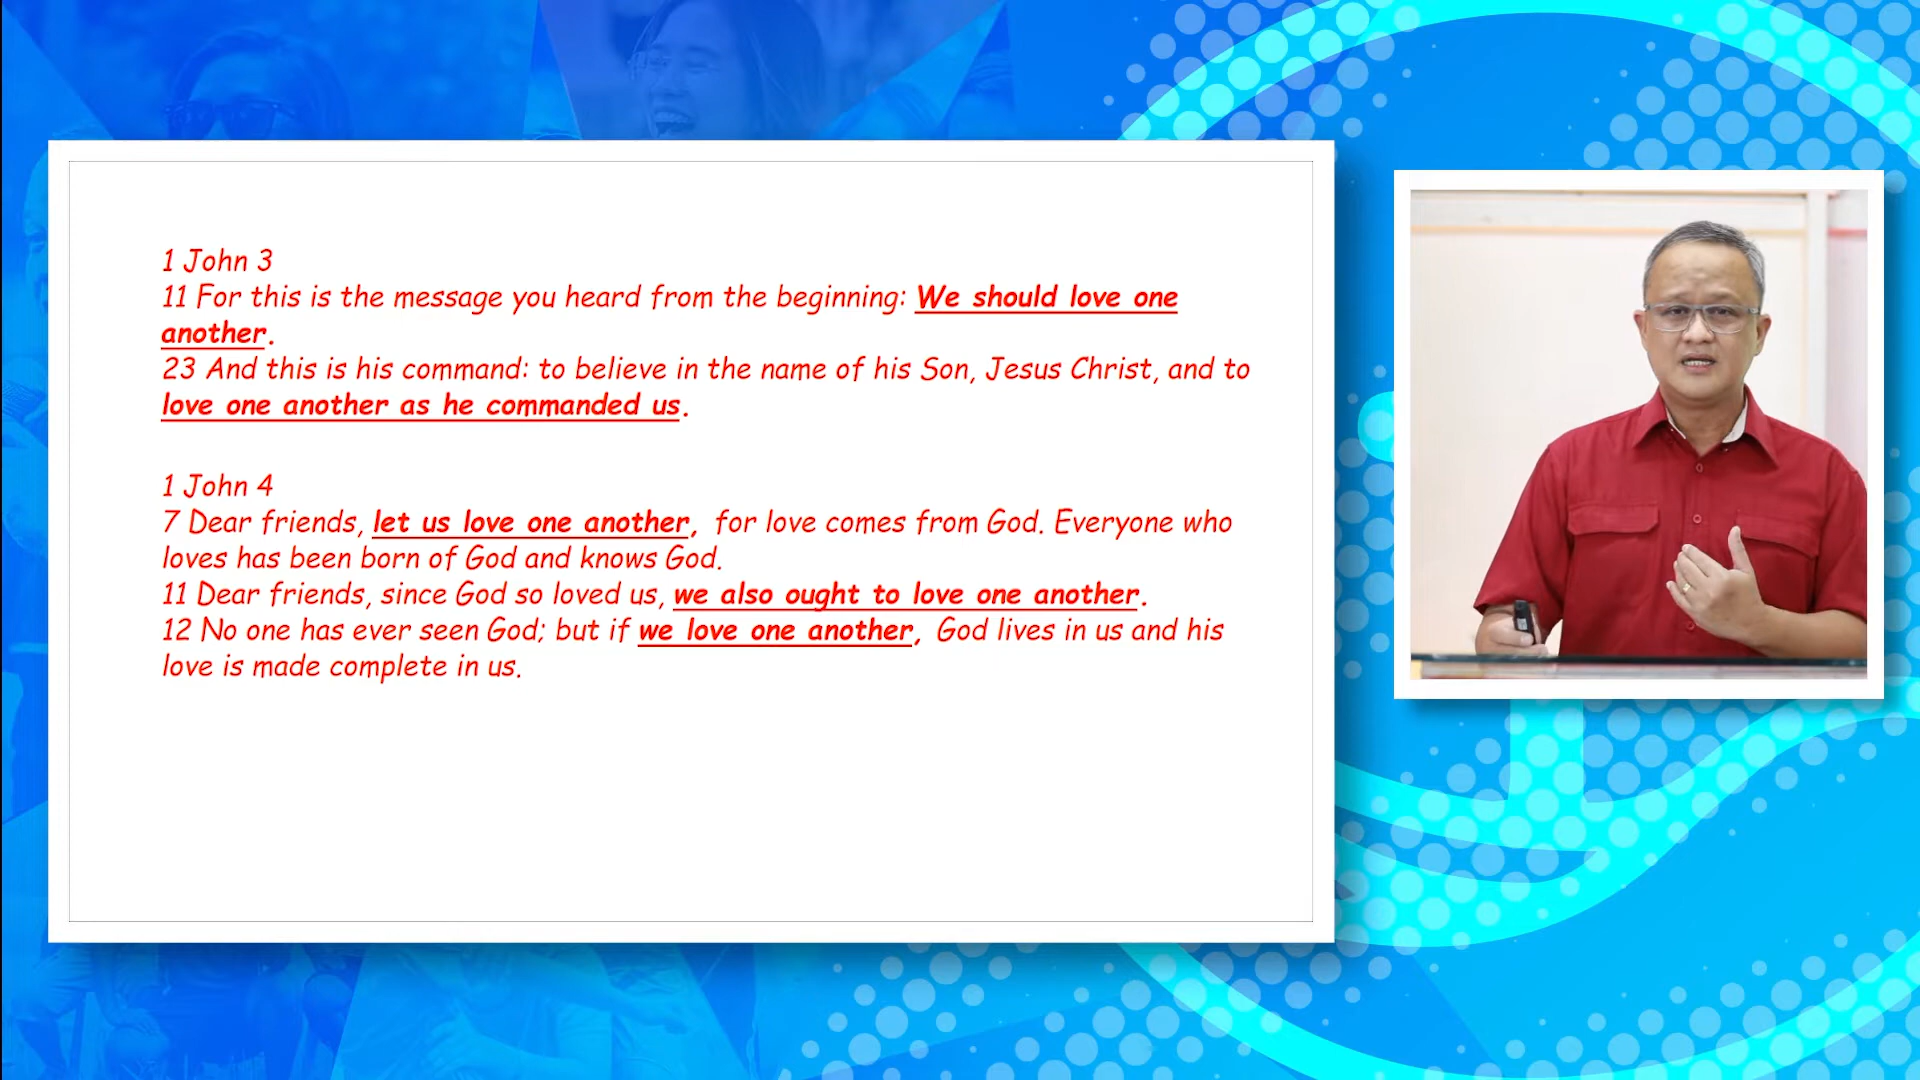 1 John 3
11 For this is the message you heard from the beginning: We should love one
another.
23 And this is his command: to believe in the name of his Son, Jesus Christ, and to
love one another as he commanded us.
1 John 4
7 Dear friends, let us love one another, for love comes from God. Everyone who
loves has been born of God and knows God.
11 Dear friends, since God so loved us, we also ought to love one another.
12 No one has ever seen God; but if we love one another, God lives in us and his
love is made complete in us.